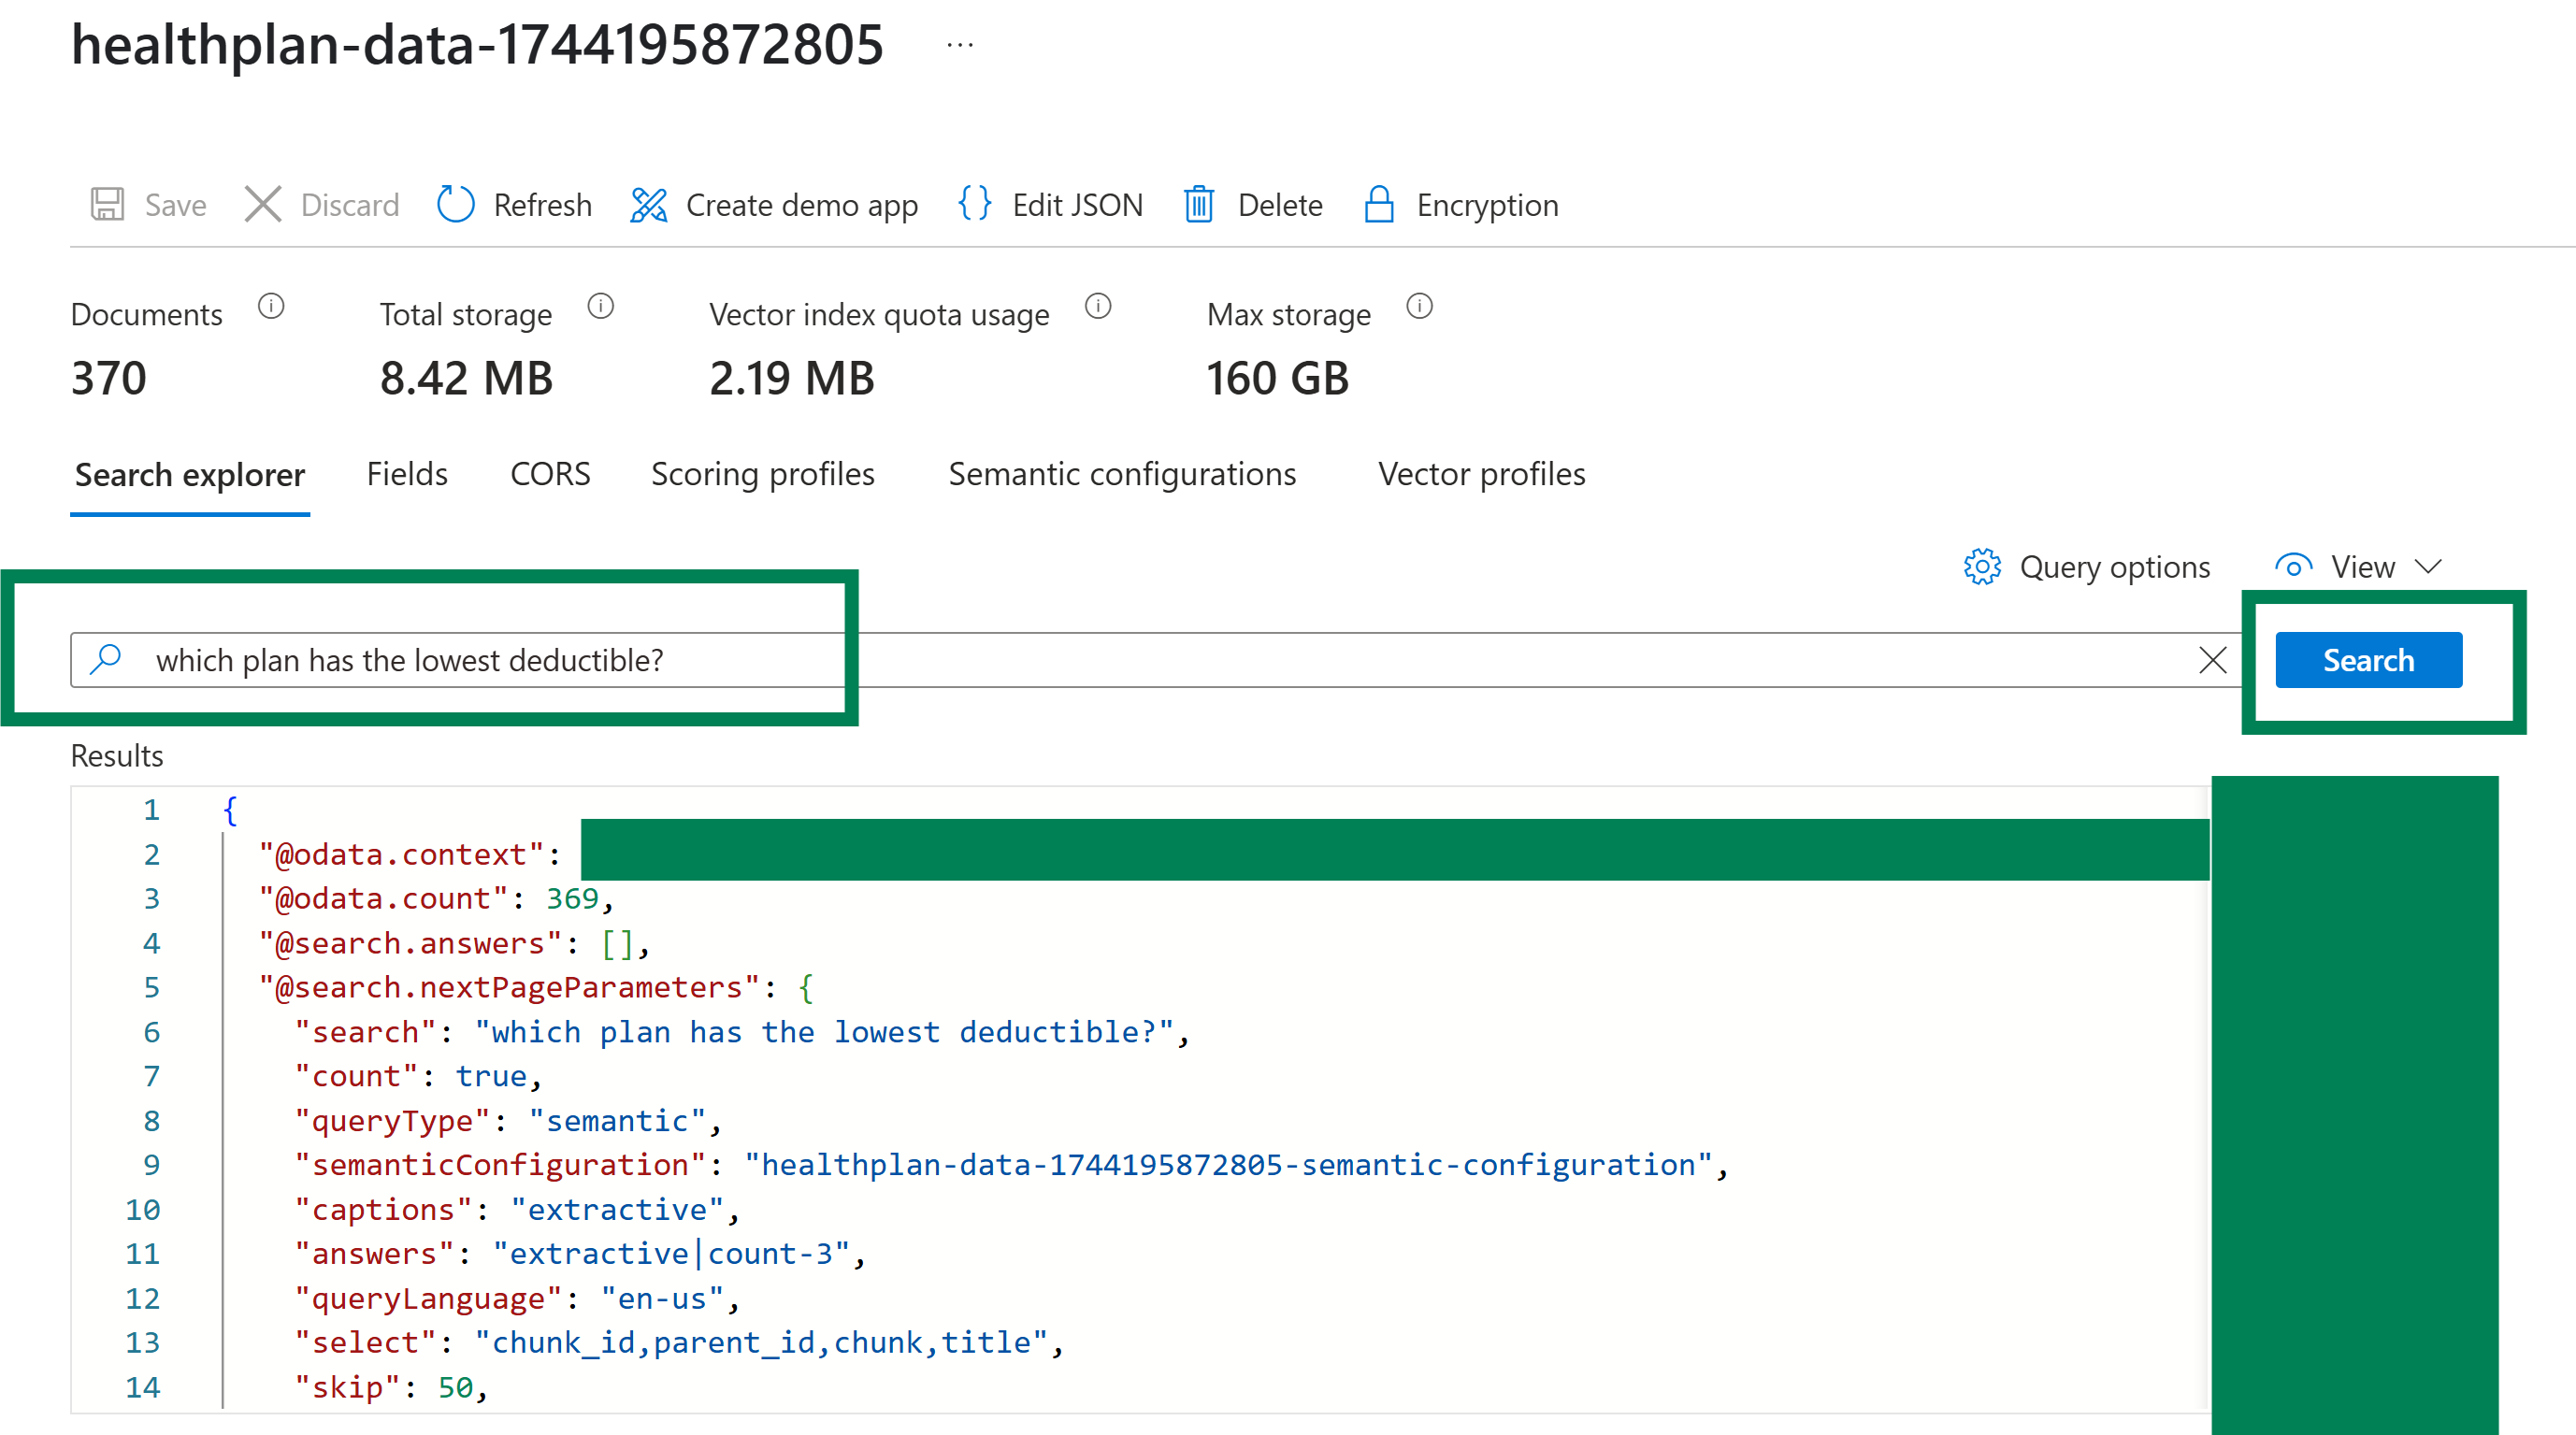 healthplan-data-1744195872805 ...
Save Discard Refresh Create demo app Edit JSON Delete Encryption
Documents Total storage Vector index quota usage Max storage
370 8.42 MB 2.19 MB 160 GB
Search explorer Fields CORS Scoring profiles Semantic configurations Vector profiles
Query options View
which plan has the lowest deductible? Search
Results
1 {
2 "@odata.context":
3 "@odata.count": 369,
4 "@search.answers": [],
5 "@search.nextPageParameters": {
6 "search": "which plan has the lowest deductible?",
7 "count": true,
8 "queryType": "semantic",
9 "semanticConfiguration": "healthplan-data-1744195872805-semantic-configuration",
10 "captions": "extractive",
11 "answers": "extractive|count-3",
12 "queryLanguage": "en-us",
13 "select": "chunk_id,parent_id,chunk,title",
14 "skip": 50,